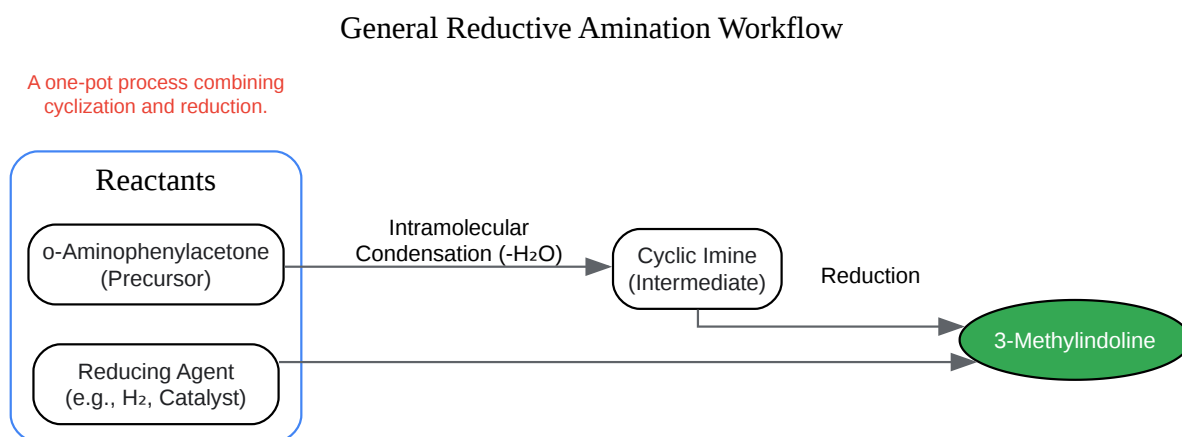 General Reductive Amination Workflow
A one-pot process combining
cyclization and reduction.
Reactants
o-Aminophenylacetone
(Precursor)
Intramolecular
Condensation (-H₂O)
Cyclic Imine
(Intermediate)
Reduction
3-Methylindoline
Reducing Agent
(e.g., H₂, Catalyst)